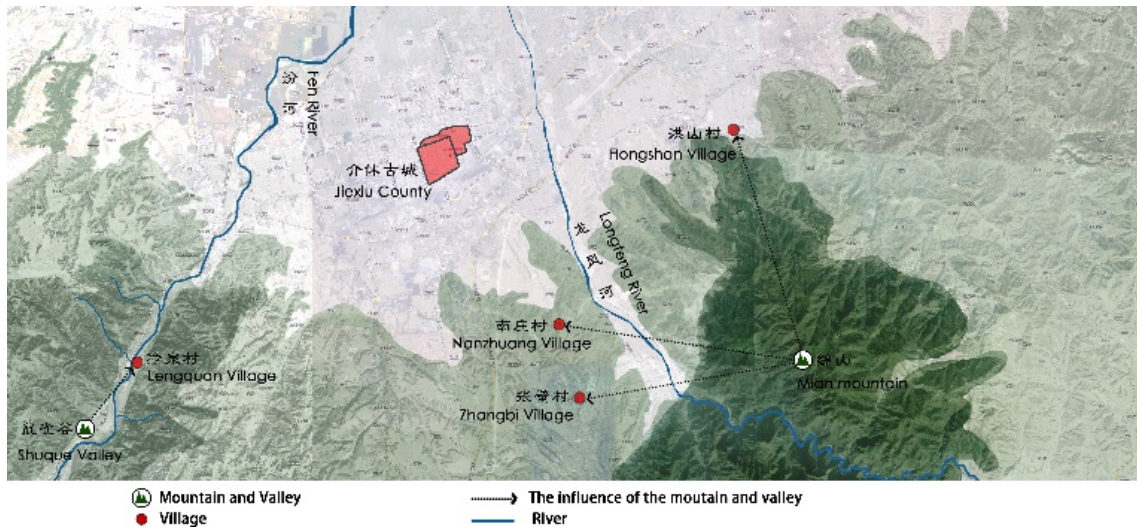 汾河
Fen River
介休古城
JIexIu County
洪山村
Hongshan Village
龙凤河
Longfeng River
南庄村
Nanzhuang Village
冷泉村
Lengquan Village
张壁村
Zhangbi Village
绵山
Mian mountain
雀谷
Shuque Valley
Mountain and Valley
The influence of the moutain and valley
Village
River